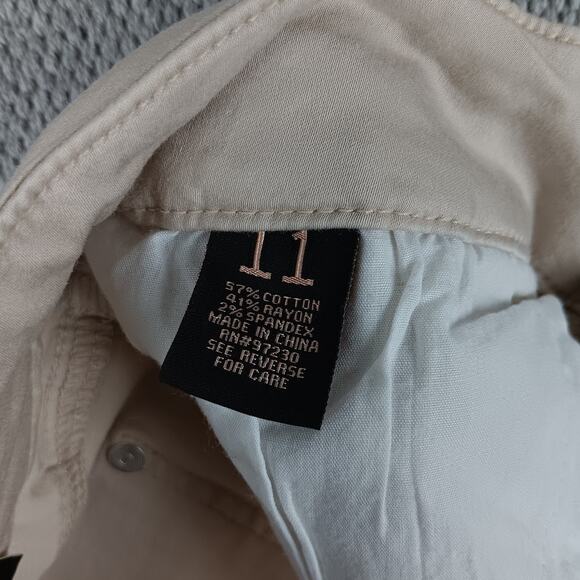 11
57% COTTON
41% RAYON
2% SPANDEX
MADE IN CHINA
RN#97230
SEE REVERSE
FOR CARE